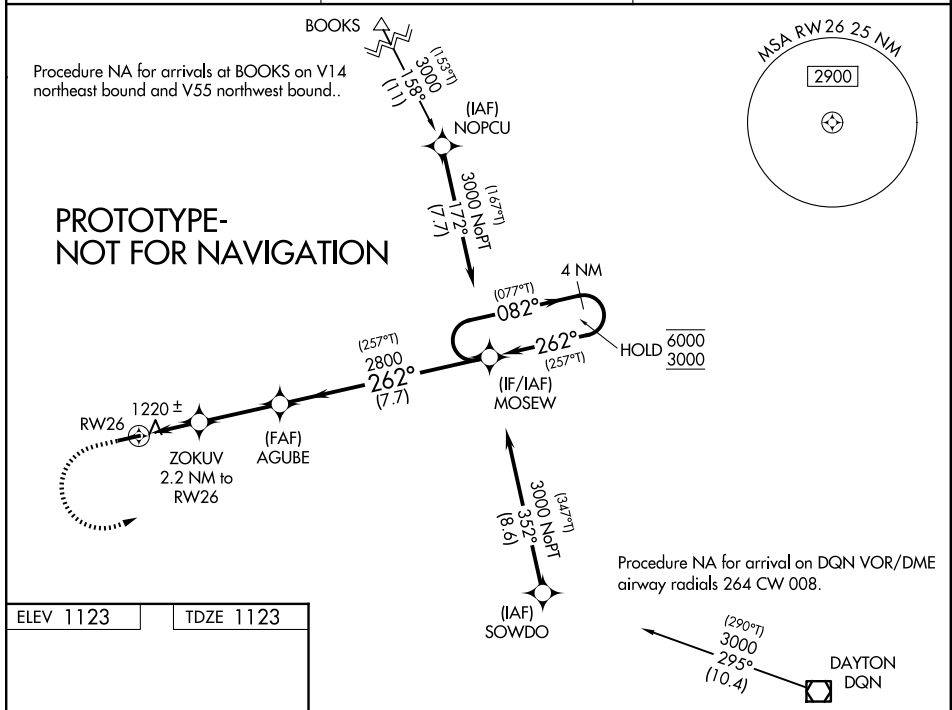 BOOKS
Procedure NA for arrivals at BOOKS on V14
northeast bound and V55 northwest bound..
(153°T)
3000
158°
(11)
MSA RW26 25 NM
2900
(IAF)
NOPCU
(167°T)
3000 NoPT
172°
(7.7)
PROTOTYPE-
NOT FOR NAVIGATION
4 NM
(077°T)
082°
262°
(257°T)
HOLD 6000
3000
(257°T)
2800
262°
(7.7)
(IF/IAF)
MOSEW
1220 ±
RW26
(FAF)
AGUBE
ZOKUV
2.2 NM to
RW26
(347°T)
3000 NoPT
352°
(8.6)
Procedure NA for arrival on DQN VOR/DME
airway radials 264 CW 008.
(IAF)
SOWDO
ELEV 1123
TDZE 1123
(290°T)
3000
295°
(10.4)
DAYTON
DQN